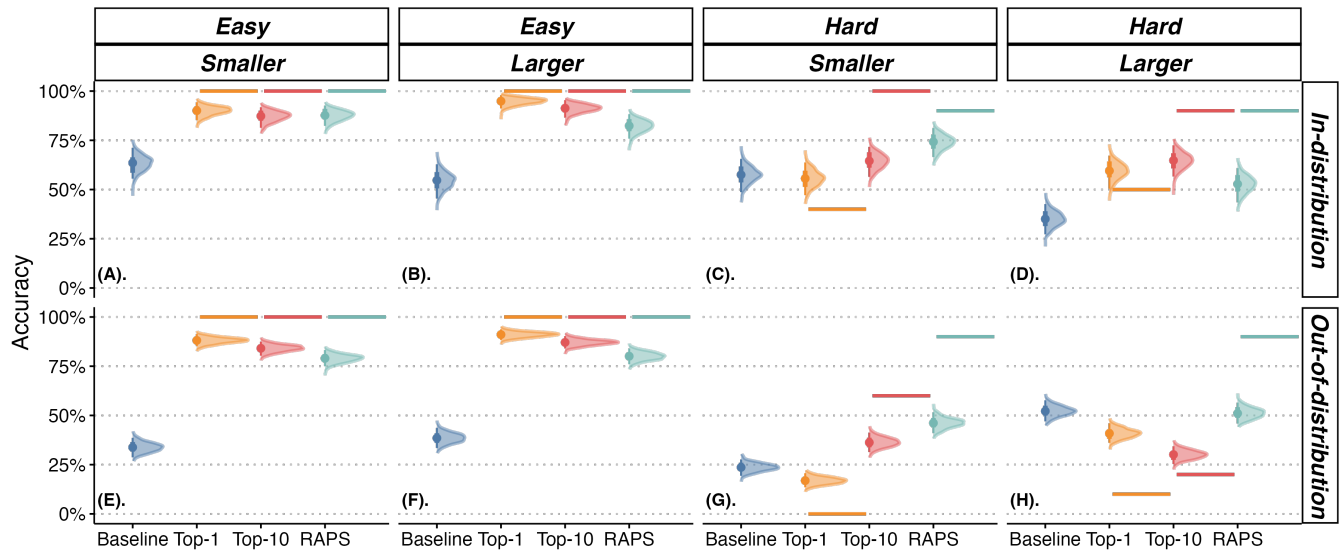 Easy
Easy
Hard
Hard
Smaller
Larger
Smaller
Larger
Accuracy
100%
75%
50%
25%
0%
(A).
(B).
(C).
(D).
In-distribution
100%
75%
50%
25%
0%
(E).
(F).
(G).
(H).
Out-of-distribution
Baseline Top-1 Top-10 RAPS
Baseline Top-1 Top-10 RAPS
Baseline Top-1 Top-10 RAPS
Baseline Top-1 Top-10 RAPS